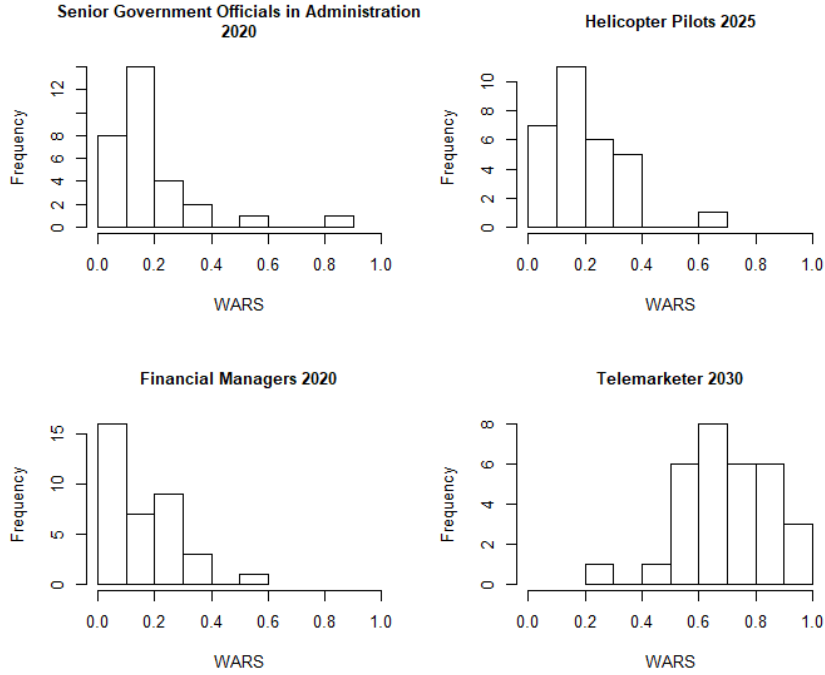 Senior Government Officials in Administration
2020
Frequency
0 2 4 6 8 12
0.0 0.2 0.4 0.6 0.8 1.0
WARS
Helicopter Pilots 2025
Frequency
0 2 4 6 8 10
0.0 0.2 0.4 0.6 0.8 1.0
WARS
Financial Managers 2020
Frequency
0 5 10 15
0.0 0.2 0.4 0.6 0.8 1.0
WARS
Telemarketer 2030
Frequency
0 2 4 6 8
0.0 0.2 0.4 0.6 0.8 1.0
WARS